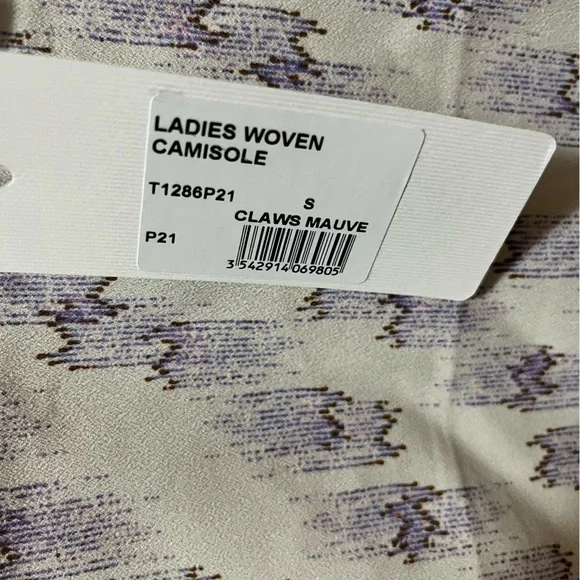 LADIES WOVEN
CAMISOLE
T1286P21 S
CLAWS MAUVE
P21
3 542914 069805